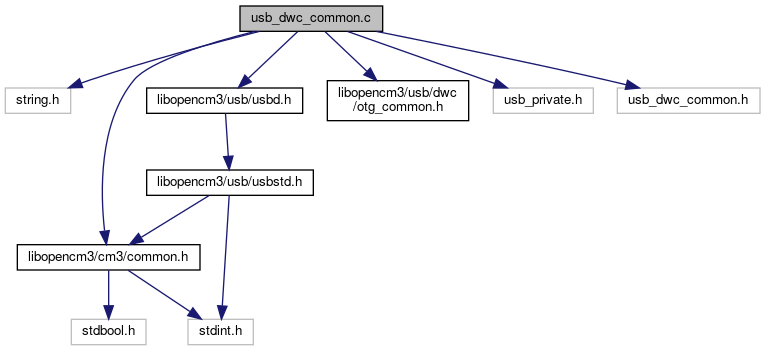 usb_dwc_common.c
string.h
libopencm3/usb/usbd.h
libopencm3/usb/dwc
/otg_common.h
usb_private.h
usb_dwc_common.h
libopencm3/usb/usbstd.h
libopencm3/cm3/common.h
stdbool.h
stdint.h